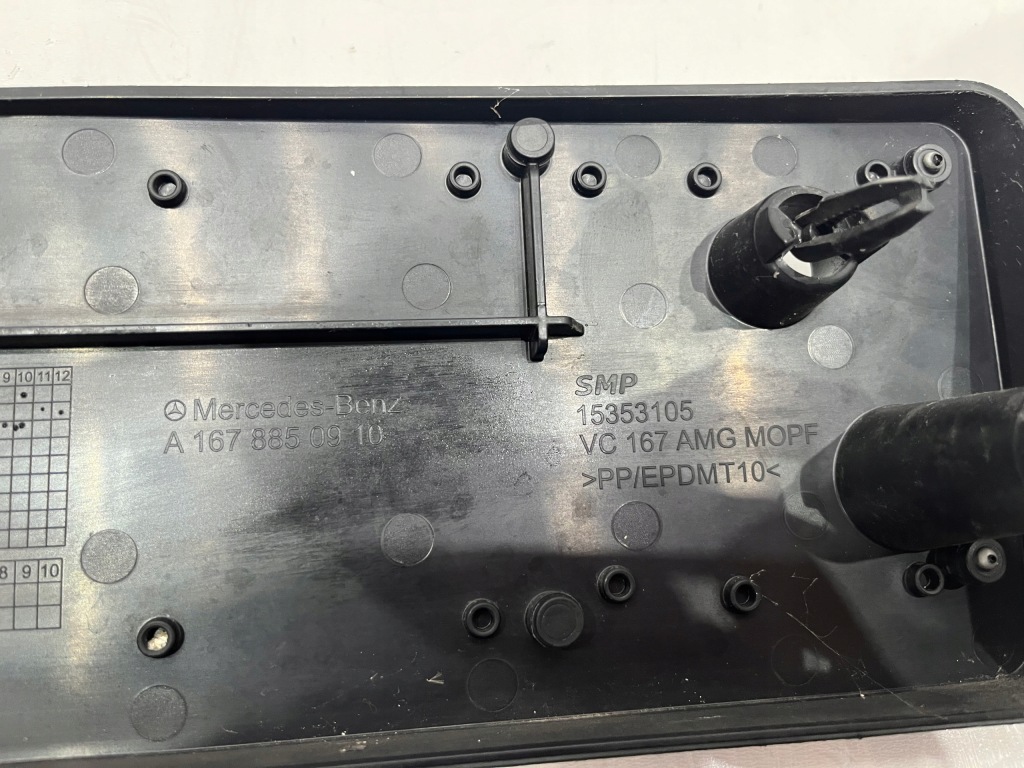 9 10 11 12
Mercedes-Benz
A 167 885 09 10
SMP
15353105
VC 167 AMG MOPF
>PP/EPDMT10<
8 9 10